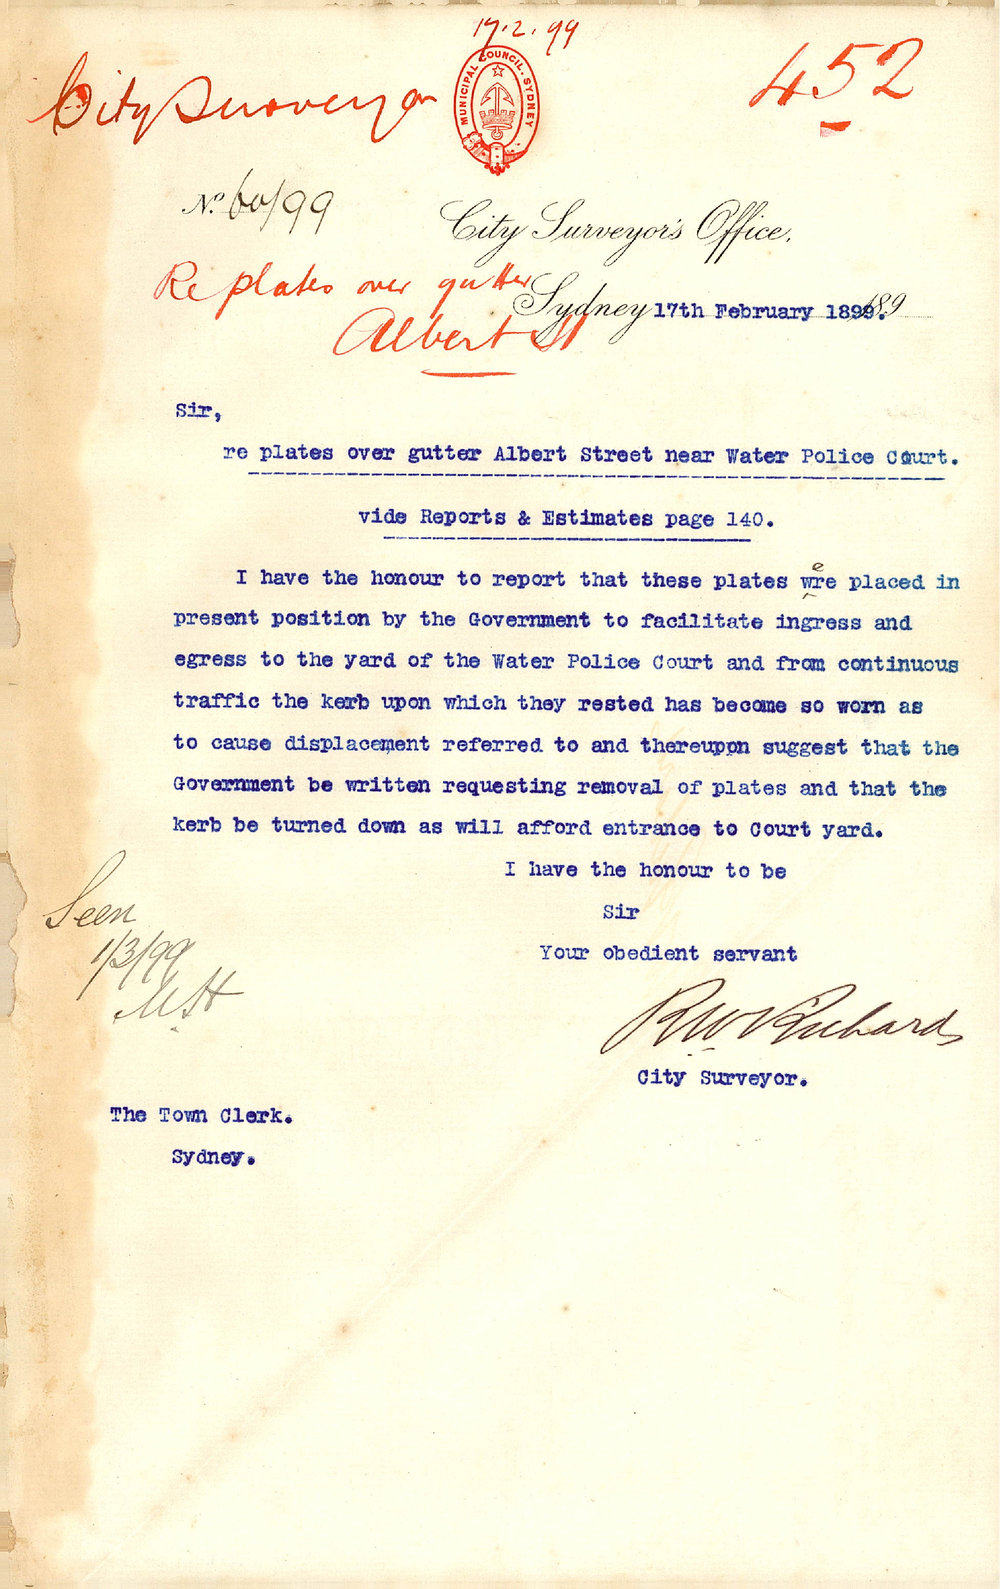 17.2.99
City Surveyor
MUNICIPAL COUNCIL. SYDNEY
452
No. 60/99
City Surveyor's Office,
Re plates over gutter
Sydney 17th February 1899. 189
Albert St
Sir,
re plates over gutter Albert Street near Water Police Court.
vide Reports & Estimates page 140.
I have the honour to report that these plates were placed in
present position by the Government to facilitate ingress and
egress to the yard of the Water Police Court and from continuous
traffic the kerb upon which they rested has become so worn as
to cause displacement referred to and thereupon suggest that the
Government be written requesting removal of plates and that the
kerb be turned down as will afford entrance to Court yard.
I have the honour to be
Sir
Your obedient servant
Seen
1/3/99
R W Richards
City Surveyor.
The Town Clerk.
Sydney.